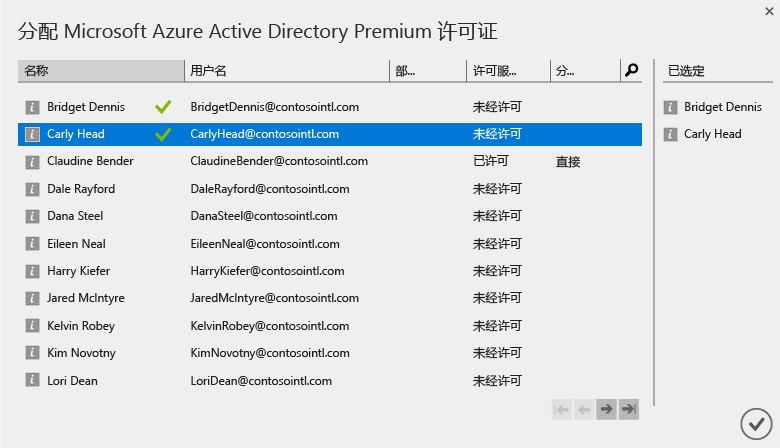 分配 Microsoft Azure Active Directory Premium 许可证
名称 用户名 部... 许可服... 分... 已选定
Bridget Dennis BridgetDennis@contosointl.com 未经许可 Bridget Dennis
Carly Head CarlyHead@contosointl.com 未经许可 Carly Head
Claudine Bender ClaudineBender@contosointl.com 已许可 直接
Dale Rayford DaleRayford@contosointl.com 未经许可
Dana Steel DanaSteel@contosointl.com 未经许可
Eileen Neal EileenNeal@contosointl.com 未经许可
Harry Kiefer HarryKiefer@contosointl.com 未经许可
Jared McIntyre JaredMcIntyre@contosointl.com 未经许可
Kelvin Robey KelvinRobey@contosointl.com 未经许可
Kim Novotny KimNovotny@contosointl.com 未经许可
Lori Dean LoriDean@contosointl.com 未经许可